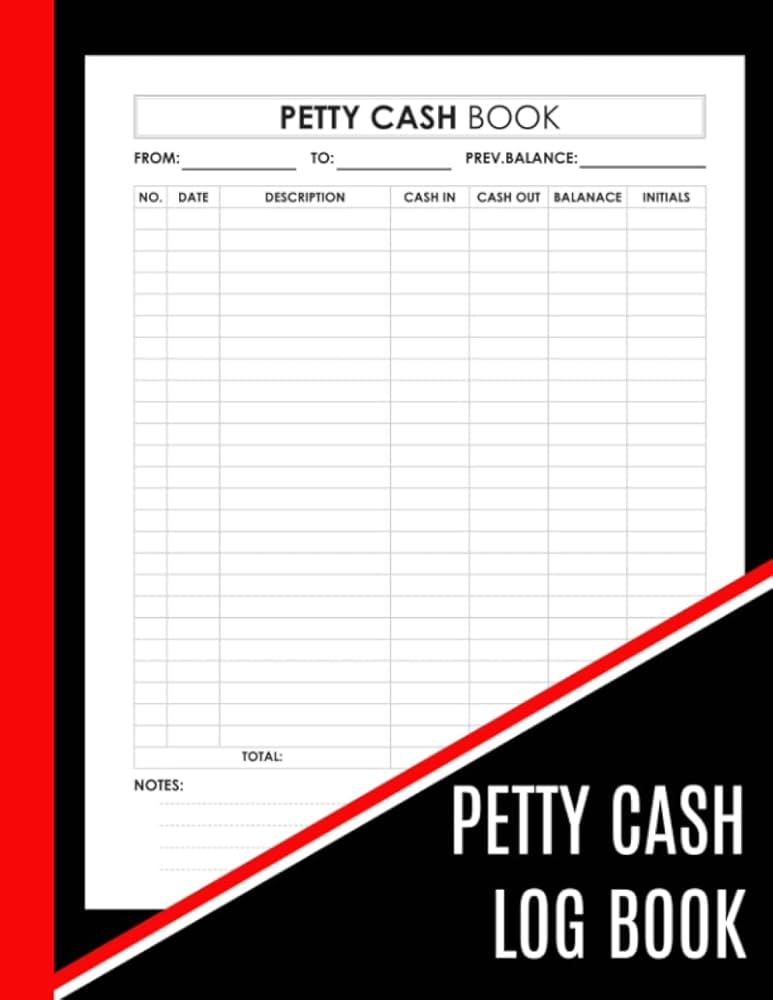 PETTY CASH BOOK
FROM: TO: PREV.BALANCE:
NO. DATE DESCRIPTION CASH IN CASH OUT BALANACE INITIALS
TOTAL:
NOTES:
PETTY CASH
LOG BOOK